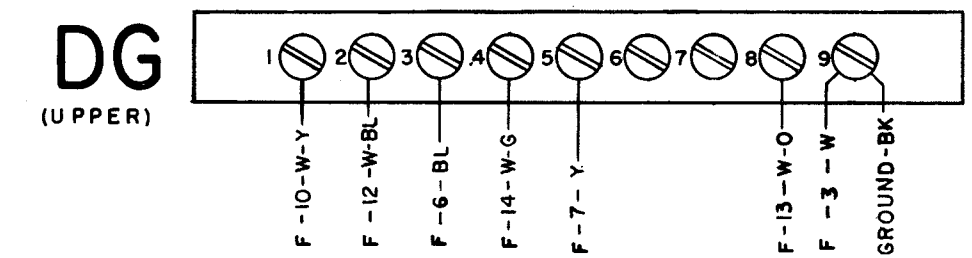 DG
(UPPER)
1 2 3 4 5 6 7 8 9
F-10-W-Y
F-12-W-BL
F-6-BL
F-14-W-G
F-7-Y
F-13-W-O
F-3-W
GROUND-BK